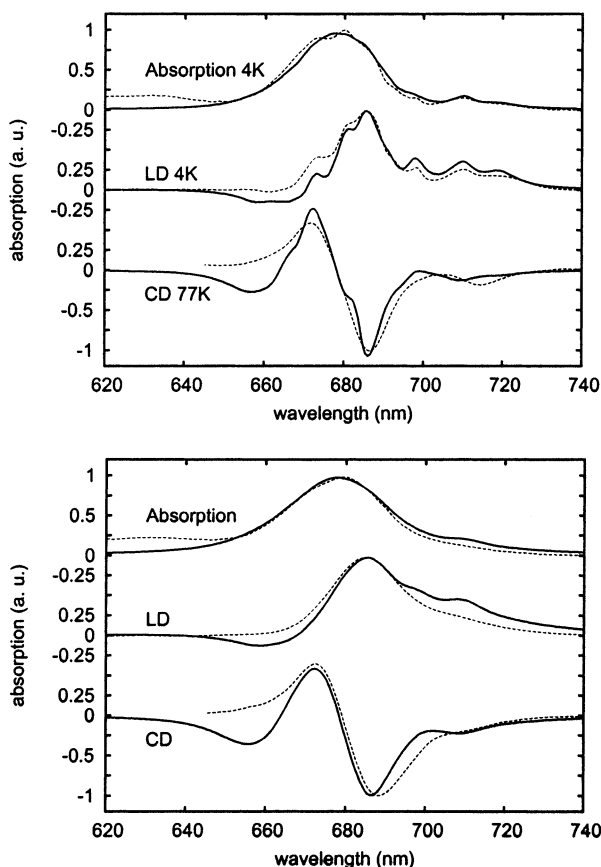 1
Absorption 4K
0.5
0
-0.25
LD 4K
0.25
0
-0.25
0.25
0
CD 77K
-0.5
-1
620 640 660 680 700 720 740
wavelength (nm)
absorption (a. u.)
1
Absorption
0.5
0
-0.25
LD
0.25
0
-0.25
0.25
0
CD
-0.5
-1
620 640 660 680 700 720 740
wavelength (nm)
absorption (a. u.)